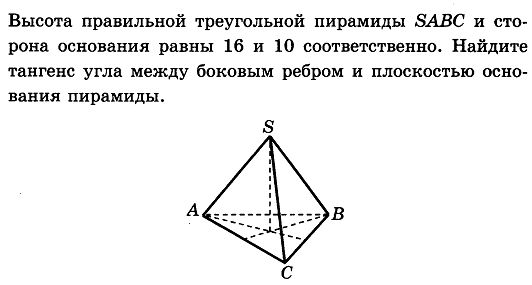 Высота правильной треугольной пирамиды SABC и сто-
рона основания равны 16 и 10 соответственно. Найдите
тангенс угла между боковым ребром и плоскостью осно-
вания пирамиды.
S
A
B
C